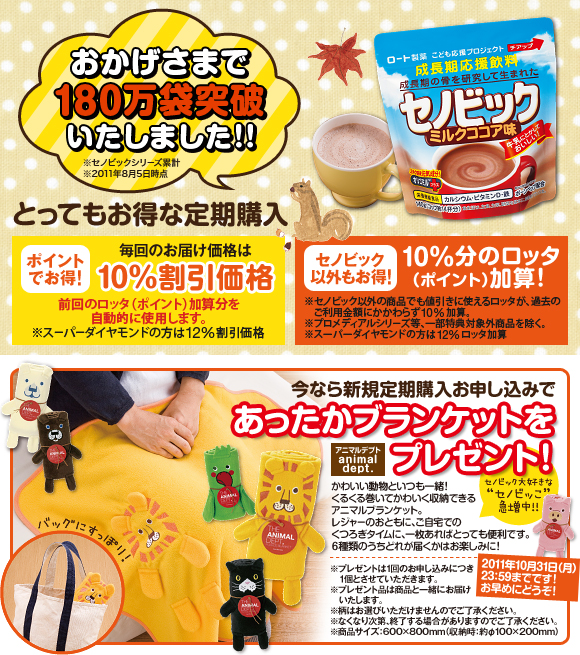 おかげさまで
180万袋突破
いたしました!!
※セノビックシリーズ累計
※2011年8月5日時点
ロート製薬 こども応援プロジェクト
チアップ
成長期応援飲料
成長期の骨を研究して生まれた
セノビック
ミルクココア味
牛乳にとかして
おいしい!
カルシウム・ビタミンD・鉄
とってもお得な定期購入
ポイント
でお得!
毎回のお届け価格は
10%割引価格
前回のロッタ(ポイント)加算分を
自動的に使用します。
※スーパーダイヤモンドの方は12%割引価格
セノビック
以外もお得!
10%分のロッタ
(ポイント)加算!
※セノビック以外の商品でも値引きに使えるロッタが、過去の
ご利用金額にかかわらず10%加算。
※プロメディアルシリーズ等、一部特典対象外商品を除く。
※スーパーダイヤモンドの方は12%ロッタ加算
今なら新規定期購入お申し込みで
あったかブランケットを
プレゼント!
アニマルデプト
animal
dept.
かわいい動物といつも一緒!
くるくる巻いてかわいく収納できる
アニマルブランケット。
レジャーのおともに、ご自宅での
くつろぎタイムに、一枚あればとっても便利です。
6種類のうちどれが届くかはお楽しみに!
セノビック大好きな
“セノビッこ”
急増中!!
※プレゼントは1回のお申し込みにつき
1個とさせていただきます。
※プレゼント品は商品と一緒にお届け
いたします。
※柄はお選びいただけませんのでご了承ください。
※なくなり次第、終了する場合がありますのでご了承ください。
※商品サイズ:600×800mm(収納時:約φ100×200mm)
2011年10月31日(月)
23:59までです!
お早めにどうぞ!
バッグにすっぽり!
THE
ANIMAL
DEPT.
ANIMAL
ANIMAL
ANIMAL
ANIMAL